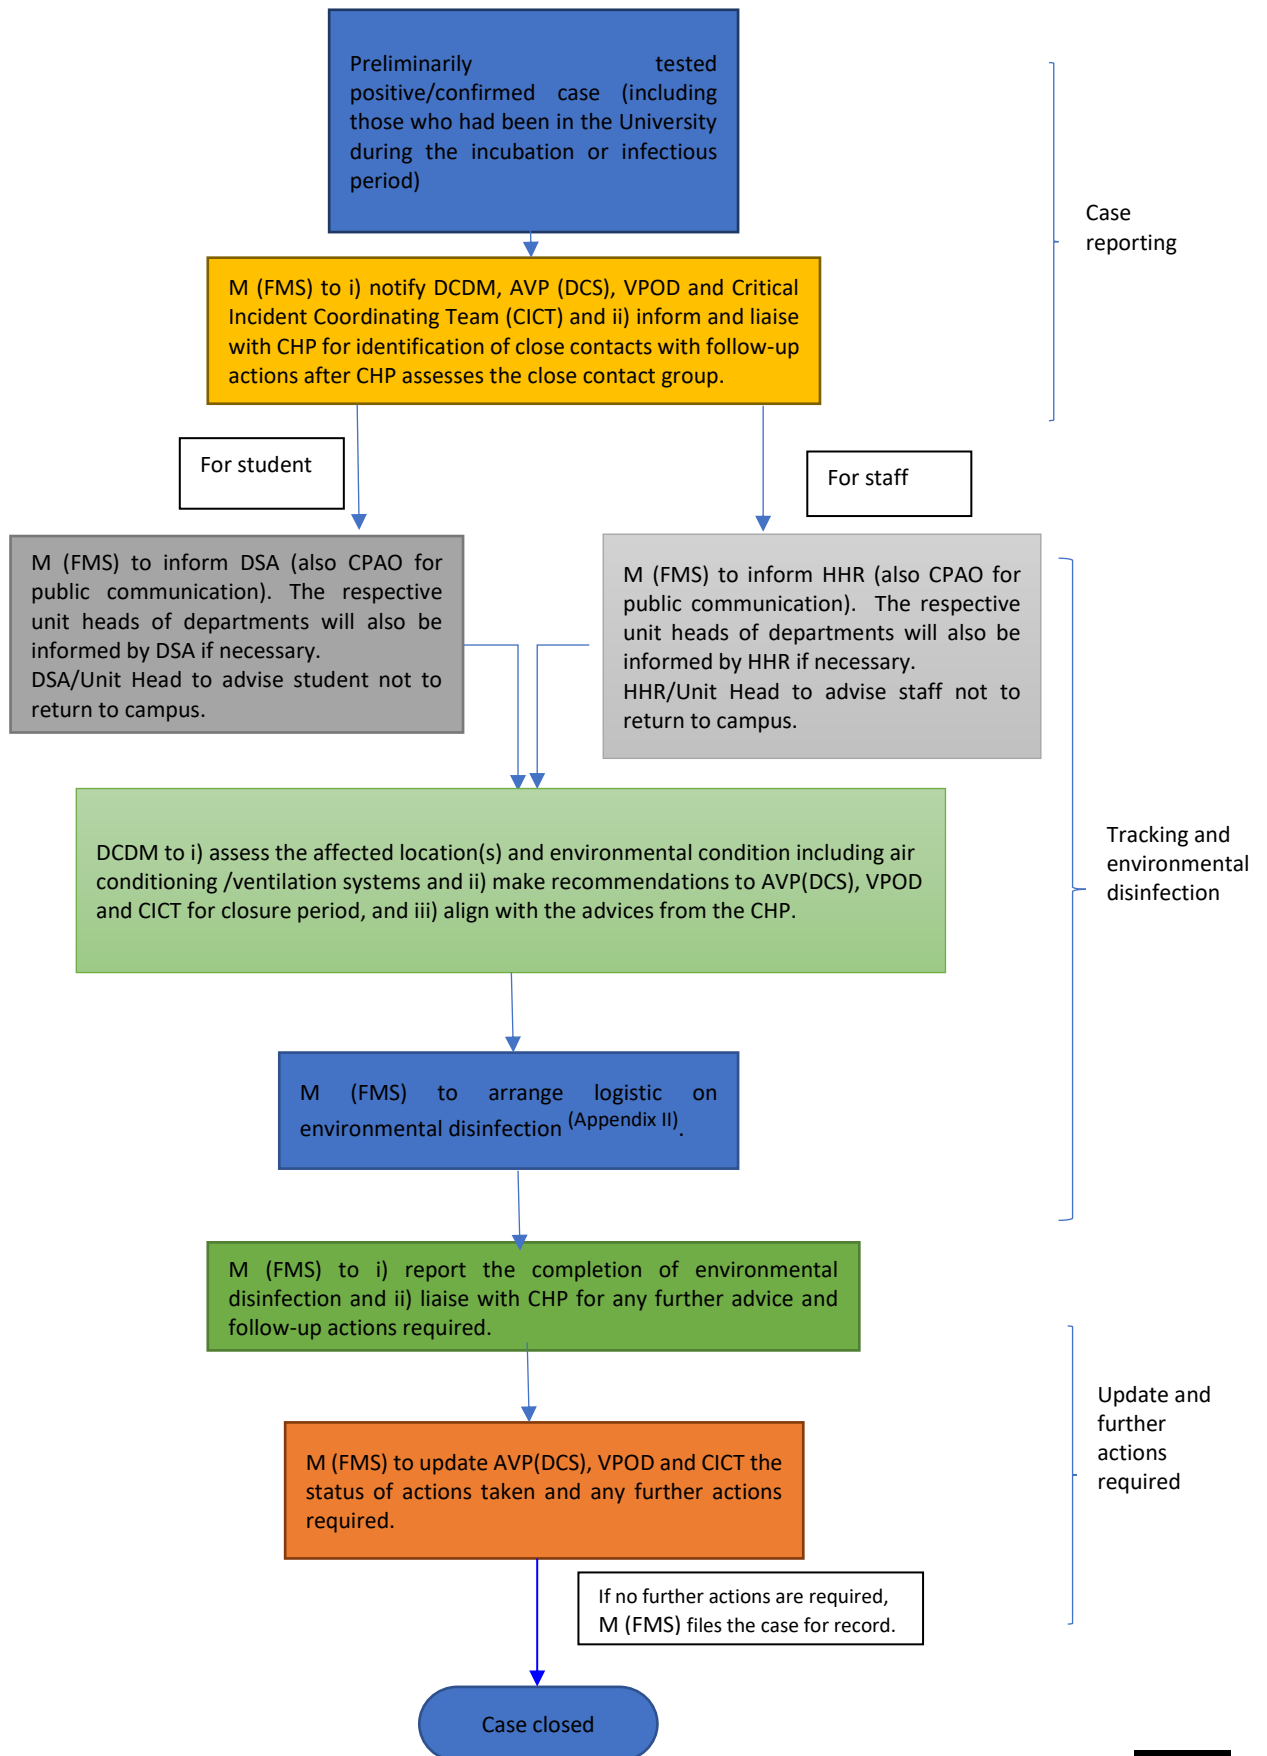 Preliminarily tested
positive/confirmed case (including
those who had been in the University
during the incubation or infectious
period)
Case
reporting
M (FMS) to i) notify DCDM, AVP (DCS), VPOD and Critical
Incident Coordinating Team (CICT) and ii) inform and liaise
with CHP for identification of close contacts with follow-up
actions after CHP assesses the close contact group.
For student
For staff
M (FMS) to inform DSA (also CPAO for
public communication). The respective
unit heads of departments will also be
informed by DSA if necessary.
DSA/Unit Head to advise student not to
return to campus.
M (FMS) to inform HHR (also CPAO for
public communication). The respective
unit heads of departments will also be
informed by HHR if necessary.
HHR/Unit Head to advise staff not to
return to campus.
Tracking and
environmental
disinfection
DCDM to i) assess the affected location(s) and environmental condition including air
conditioning /ventilation systems and ii) make recommendations to AVP(DCS), VPOD
and CICT for closure period, and iii) align with the advices from the CHP.
M (FMS) to arrange logistic on
environmental disinfection (Appendix II).
M (FMS) to i) report the completion of environmental
disinfection and ii) liaise with CHP for any further advice and
follow-up actions required.
Update and
further
actions
required
M (FMS) to update AVP(DCS), VPOD and CICT the
status of actions taken and any further actions
required.
If no further actions are required,
M (FMS) files the case for record.
Case closed